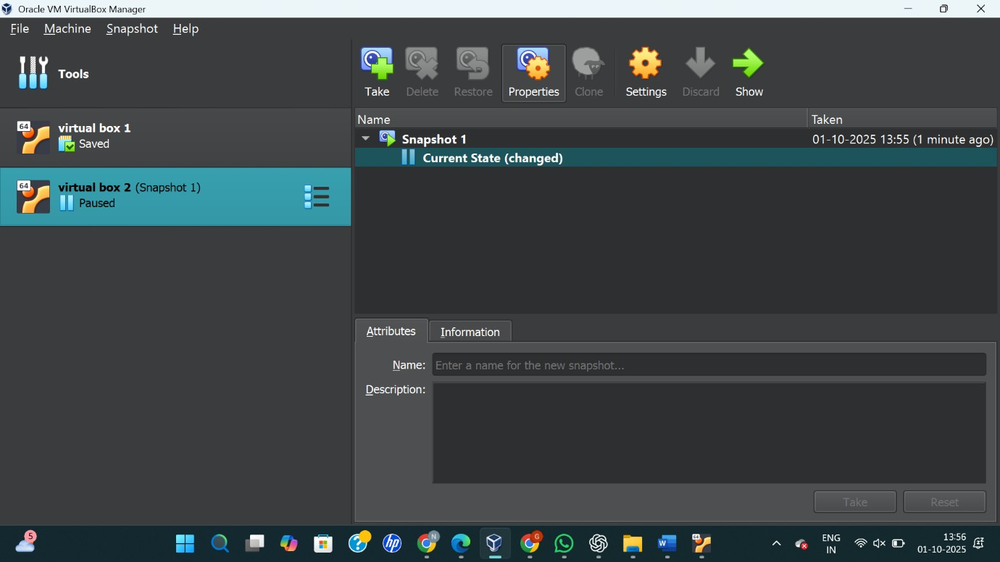 Oracle VM VirtualBox Manager
File Machine Snapshot Help
Tools
Take Delete Restore Properties Clone Settings Discard Show
64 virtual box 1
Saved
64 virtual box 2 (Snapshot 1)
Paused
Name Taken
Snapshot 1 01-10-2025 13:55 (1 minute ago)
Current State (changed)
Attributes Information
Name: Enter a name for the new snapshot...
Description:
Take Reset
5
hp
N
G
W
64
ENG
IN
13:56
01-10-2025